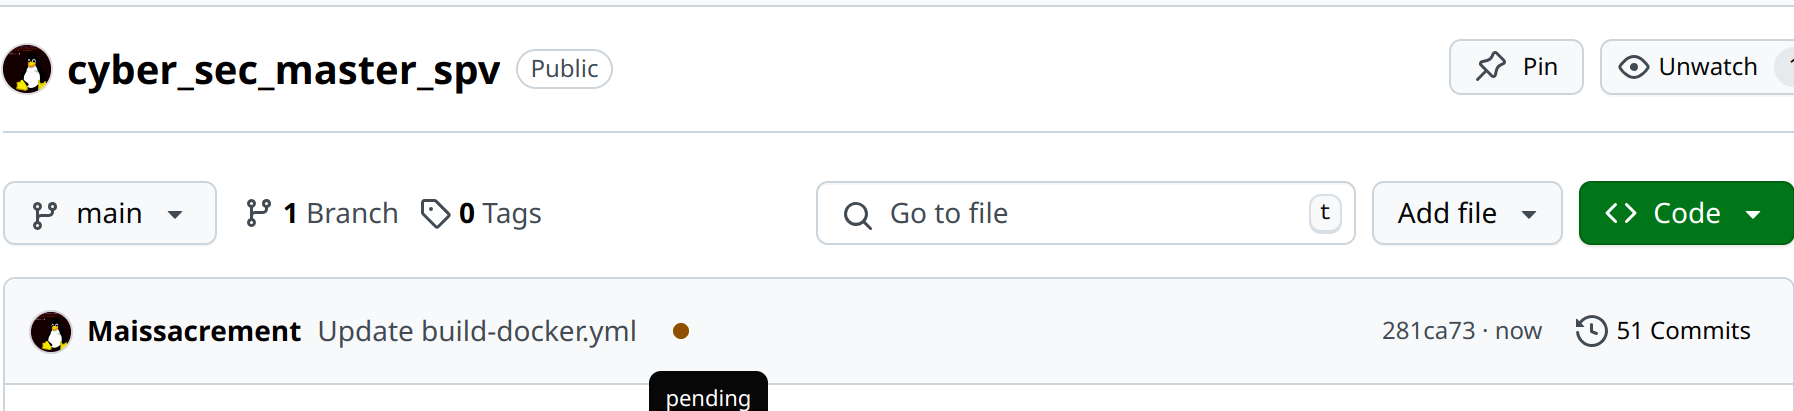 cyber_sec_master_spv Public Pin Unwatch
main 1 Branch 0 Tags Go to file t Add file Code
Maissacrement Update build-docker.yml 281ca73 · now 51 Commits
pending